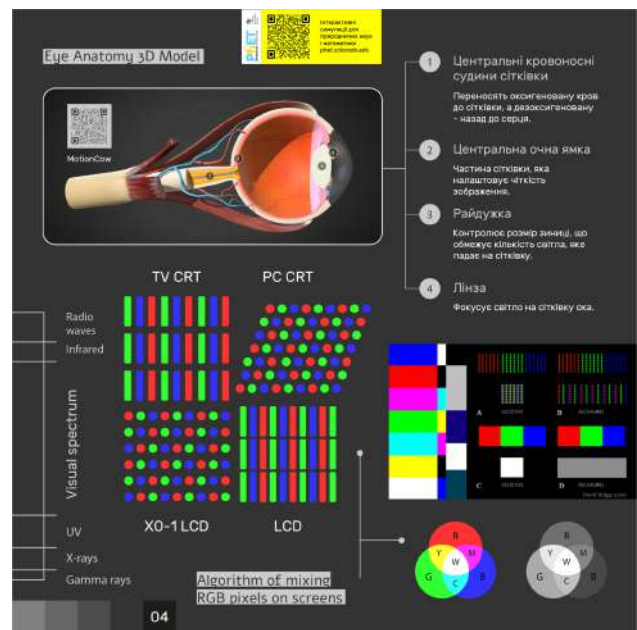 Eye Anatomy 3D Model
PhET
Інтерактивні
симуляції для
природничих наук
і математики
phet.colorado.edu
MotionCow
1
Центральні кровоносні
судини сітківки
Переносять оксигеновану кров
до сітківки, а дезоксигеновану
- назад до серця.
2
Центральна очна ямка
Частина сітківки, яка
налаштовує чіткість
зображення.
3
Райдужка
Контролює розмір зіниці, що
обмежує кількість світла, яке
падає на сітківку.
4
Лінза
Фокусує світло на сітківку ока.
TV CRT
PC CRT
Radio
waves
Infrared
Visual spectrum
UV
X-rays
Gamma rays
XO-1 LCD
LCD
A
B
C
D
R
Y
M
W
G
C
B
R
Y
M
W
G
C
B
Algorithm of mixing
RGB pixels on screens
04